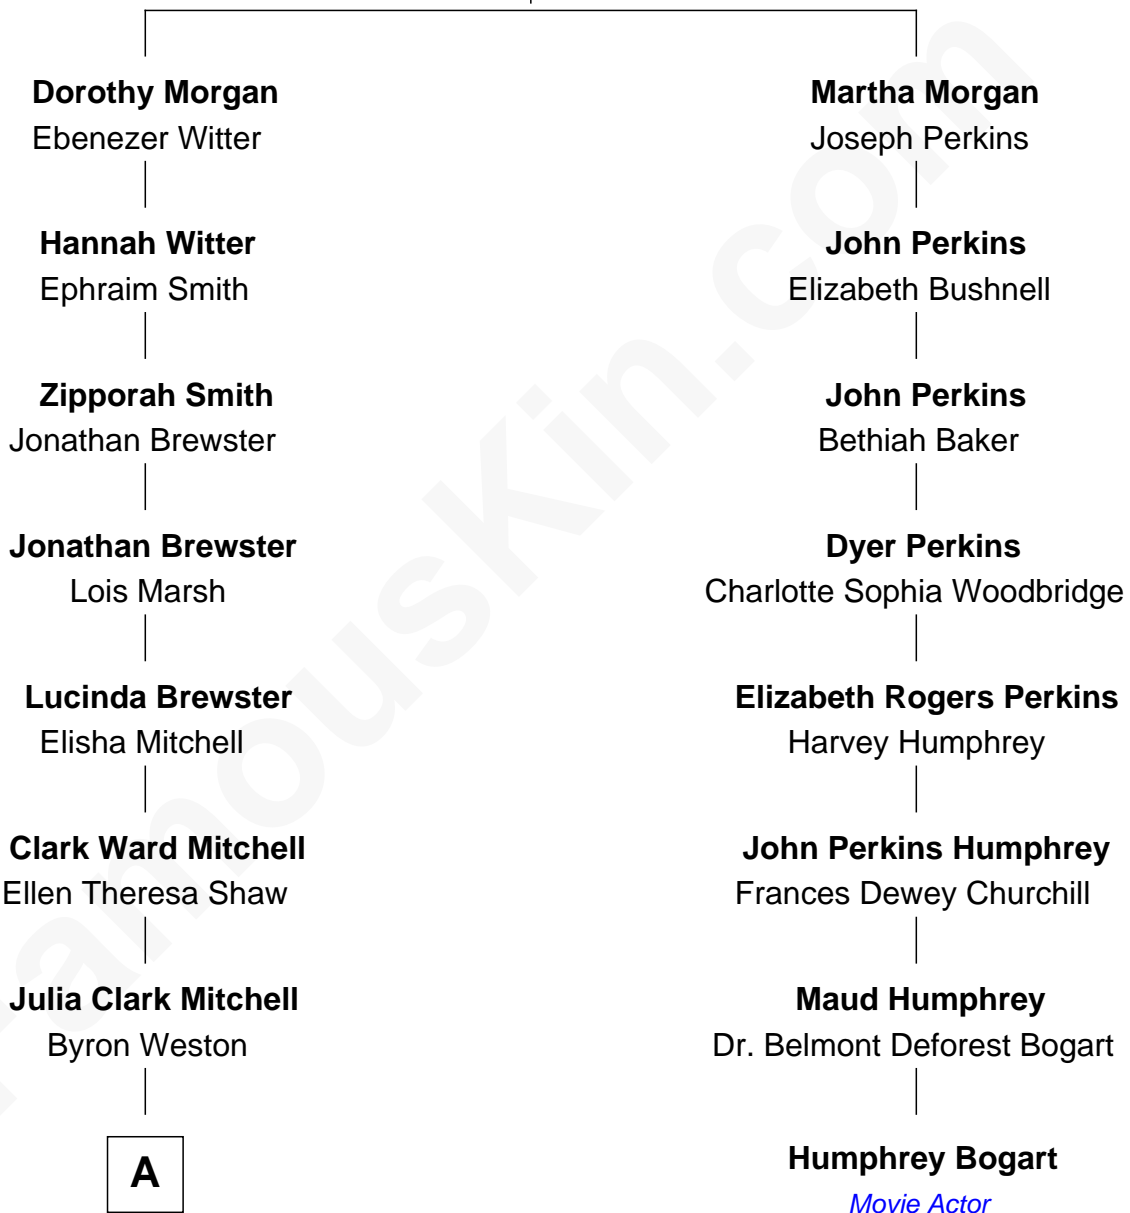 Dorothy Morgan
Ebenezer Witter
Hannah Witter
Ephraim Smith
Zipporah Smith
Jonathan Brewster
Jonathan Brewster
Lois Marsh
Lucinda Brewster
Elisha Mitchell
Clark Ward Mitchell
Ellen Theresa Shaw
Julia Clark Mitchell
Byron Weston
A
Martha Morgan
Joseph Perkins
John Perkins
Elizabeth Bushnell
John Perkins
Bethiah Baker
Dyer Perkins
Charlotte Sophia Woodbridge
Elizabeth Rogers Perkins
Harvey Humphrey
John Perkins Humphrey
Frances Dewey Churchill
Maud Humphrey
Dr. Belmont Deforest Bogart
Humphrey Bogart
Movie Actor
FamousKin.com